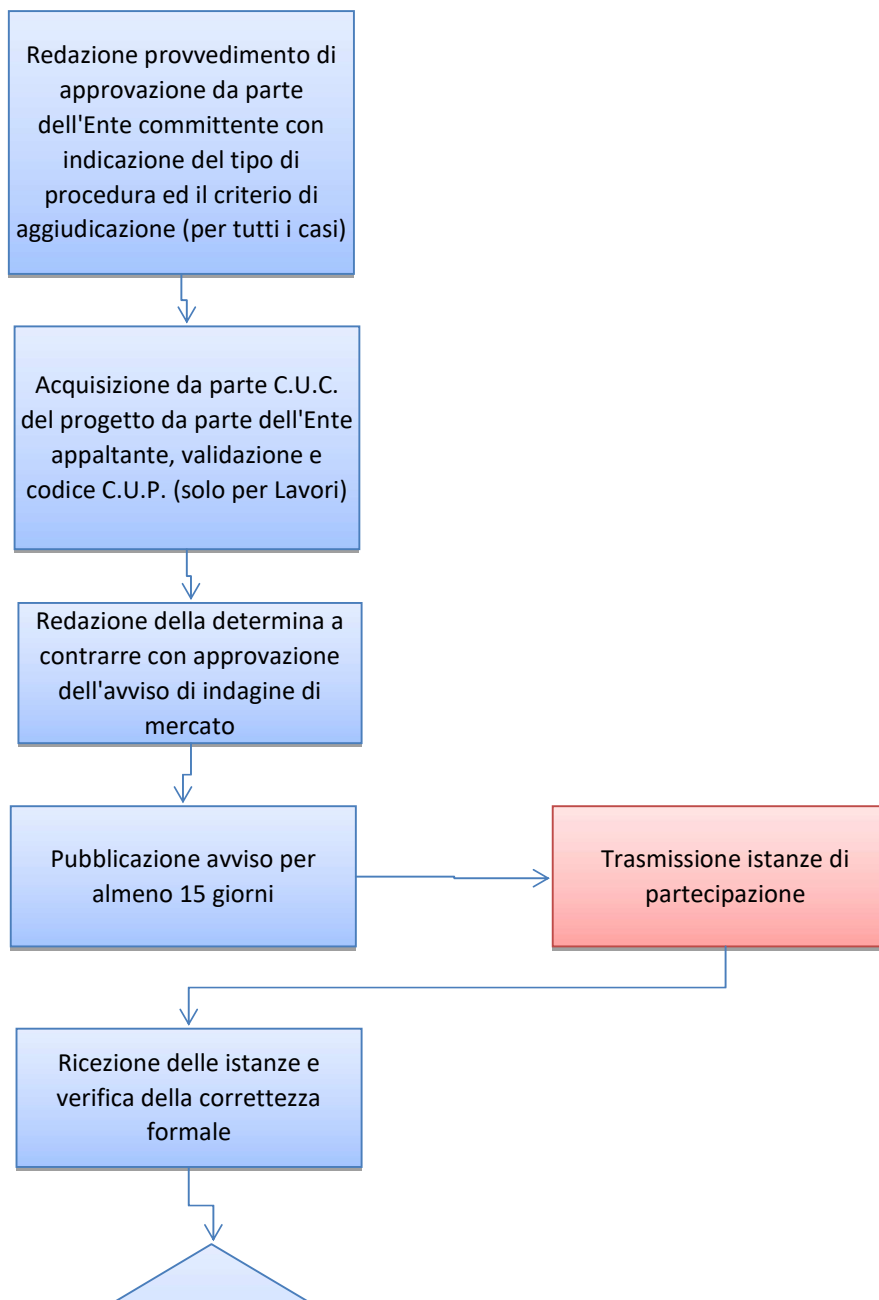 Redazione provvedimento di
approvazione da parte
dell'Ente committente con
indicazione del tipo di
procedura ed il criterio di
aggiudicazione (per tutti i casi)
Acquisizione da parte C.U.C.
del progetto da parte dell'Ente
appaltante, validazione e
codice C.U.P. (solo per Lavori)
Redazione della determina a
contrarre con approvazione
dell'avviso di indagine di
mercato
Pubblicazione avviso per
almeno 15 giorni
Trasmissione istanze di
partecipazione
Ricezione delle istanze e
verifica della correttezza
formale